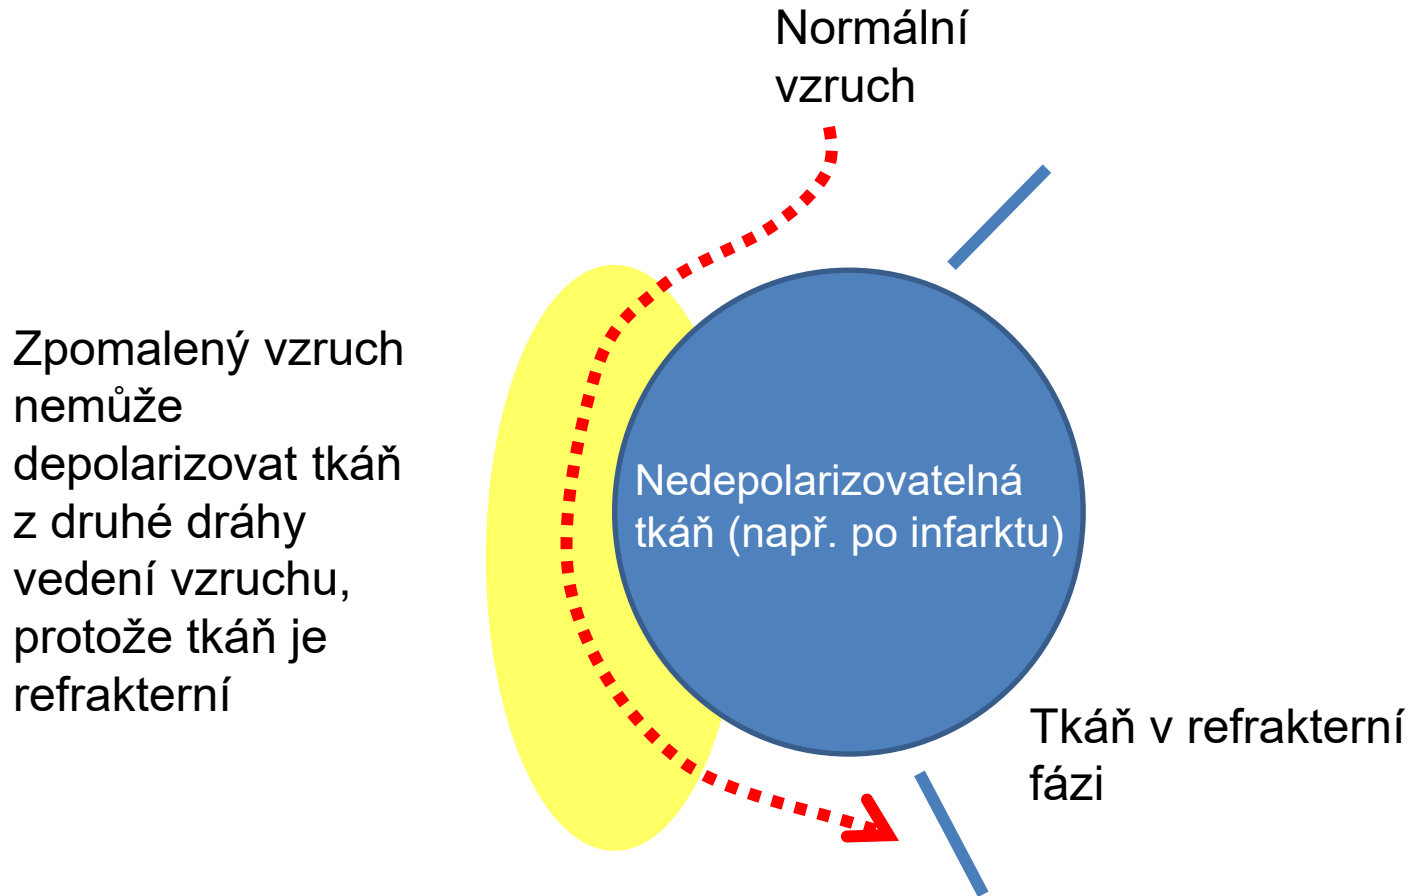 Normální
vzruch
Zpomalený vzruch
nemůže
depolarizovat tkáň
z druhé dráhy
vedení vzruchu,
protože tkáň je
refrakterní
Nedepolarizovatelná
tkáň (např. po infarktu)
Tkáň v refrakterní
fázi